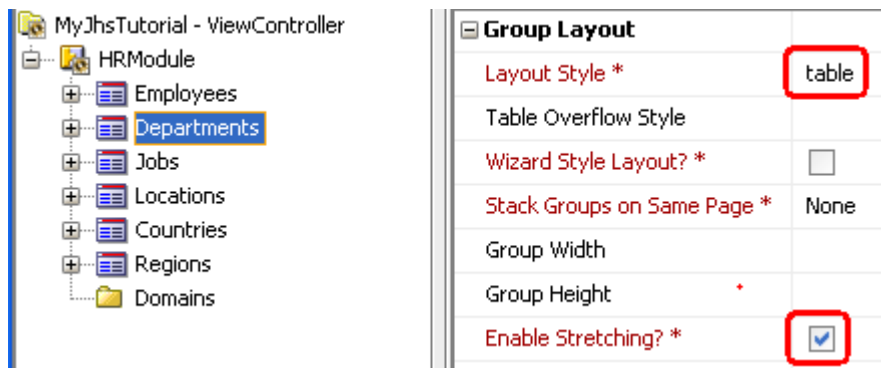 MyJhsTutorial - ViewController
HRModule
Employees
Departments
Jobs
Locations
Countries
Regions
Domains
Group Layout
Layout Style * table
Table Overflow Style
Wizard Style Layout? *
Stack Groups on Same Page * None
Group Width
Group Height
Enable Stretching? *